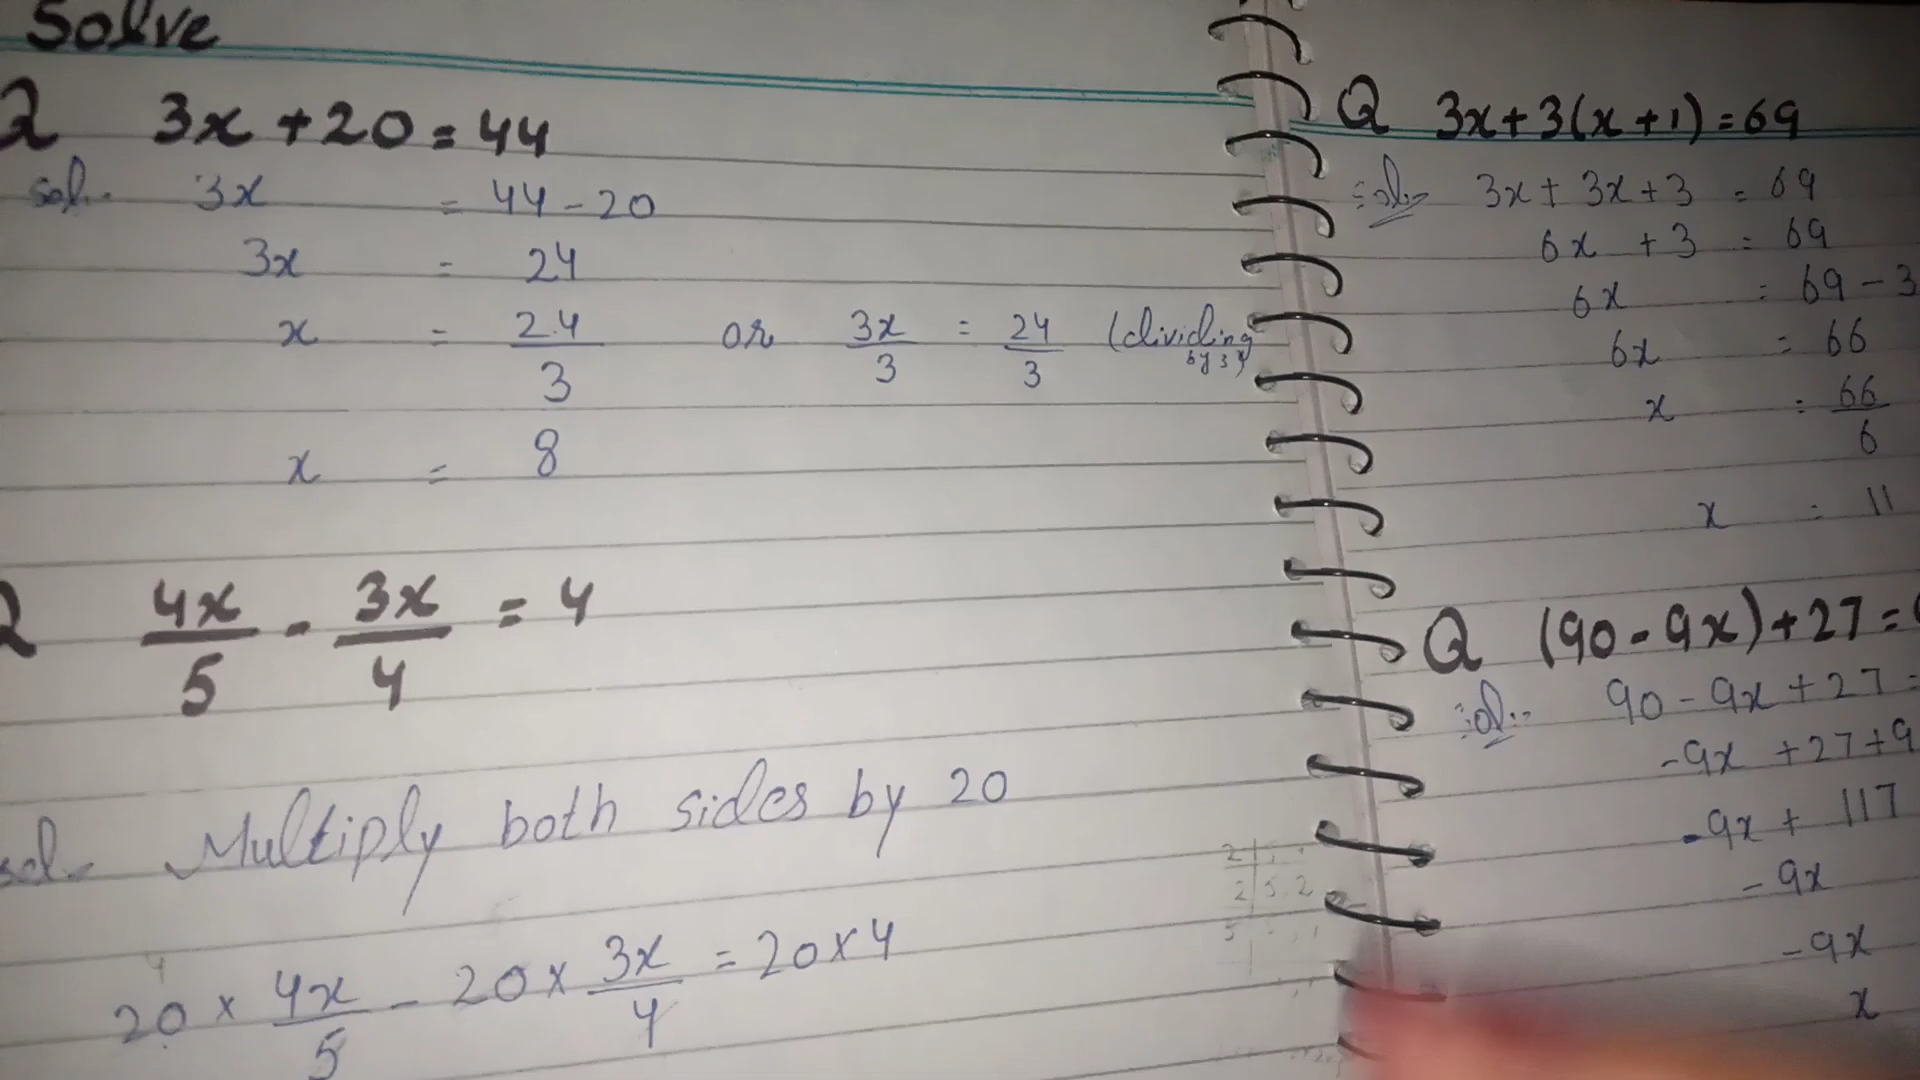 Solve
Q 3x + 20 = 44
sol. 3x = 44 - 20
3x = 24
x = 24/3 or 3x/3 = 24/3 (dividing by 3)
x = 8
Q 4x/5 - 3x/4 = 4
sol. Multiply both sides by 20
20 × 4x/5 - 20 × 3x/4 = 20 × 4
Q 3x + 3(x + 1) = 69
sol:- 3x + 3x + 3 = 69
6x + 3 = 69
6x = 69 - 3
6x = 66
x = 66/6
x = 11
Q (90 - 9x) + 27 =
sol:- 90 - 9x + 27 =
-9x + 27 + 9
-9x + 117
-9x
-9x
x